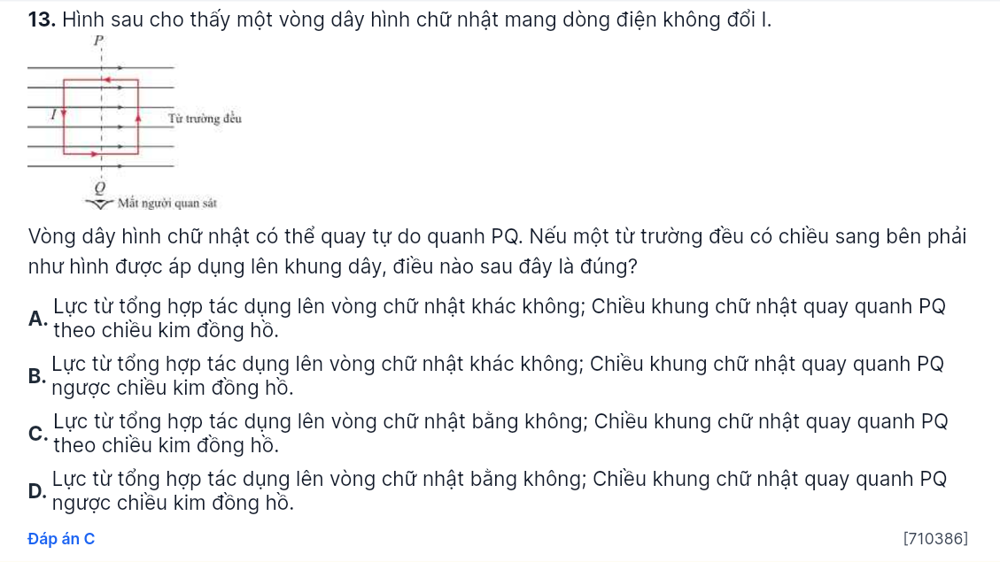 13. Hình sau cho thấy một vòng dây hình chữ nhật mang dòng điện không đổi I.
P
I
Từ trường đều
Q
Mắt người quan sát
Vòng dây hình chữ nhật có thể quay tự do quanh PQ. Nếu một từ trường đều có chiều sang bên phải
như hình được áp dụng lên khung dây, điều nào sau đây là đúng?
A. Lực từ tổng hợp tác dụng lên vòng chữ nhật khác không; Chiều khung chữ nhật quay quanh PQ
theo chiều kim đồng hồ.
B. Lực từ tổng hợp tác dụng lên vòng chữ nhật khác không; Chiều khung chữ nhật quay quanh PQ
ngược chiều kim đồng hồ.
C. Lực từ tổng hợp tác dụng lên vòng chữ nhật bằng không; Chiều khung chữ nhật quay quanh PQ
theo chiều kim đồng hồ.
D. Lực từ tổng hợp tác dụng lên vòng chữ nhật bằng không; Chiều khung chữ nhật quay quanh PQ
ngược chiều kim đồng hồ.
Đáp án C [710386]